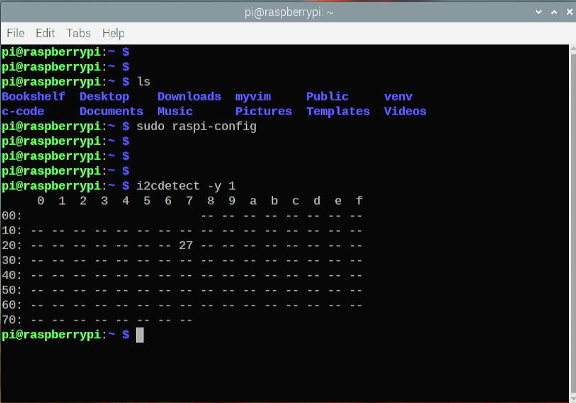 pi@raspberrypi: ~
File Edit Tabs Help
pi@raspberrypi:~ $
pi@raspberrypi:~ $
pi@raspberrypi:~ $ ls
Bookshelf  Desktop    Downloads  myvim     Public     venv
c-code     Documents  Music      Pictures  Templates  Videos
pi@raspberrypi:~ $ sudo raspi-config
pi@raspberrypi:~ $
pi@raspberrypi:~ $
pi@raspberrypi:~ $
pi@raspberrypi:~ $ i2cdetect -y 1
     0  1  2  3  4  5  6  7  8  9  a  b  c  d  e  f
00:                         -- -- -- -- -- -- -- --
10: -- -- -- -- -- -- -- -- -- -- -- -- -- -- -- --
20: -- -- -- -- -- -- -- 27 -- -- -- -- -- -- -- --
30: -- -- -- -- -- -- -- -- -- -- -- -- -- -- -- --
40: -- -- -- -- -- -- -- -- -- -- -- -- -- -- -- --
50: -- -- -- -- -- -- -- -- -- -- -- -- -- -- -- --
60: -- -- -- -- -- -- -- -- -- -- -- -- -- -- -- --
70: -- -- -- -- -- -- -- --
pi@raspberrypi:~ $